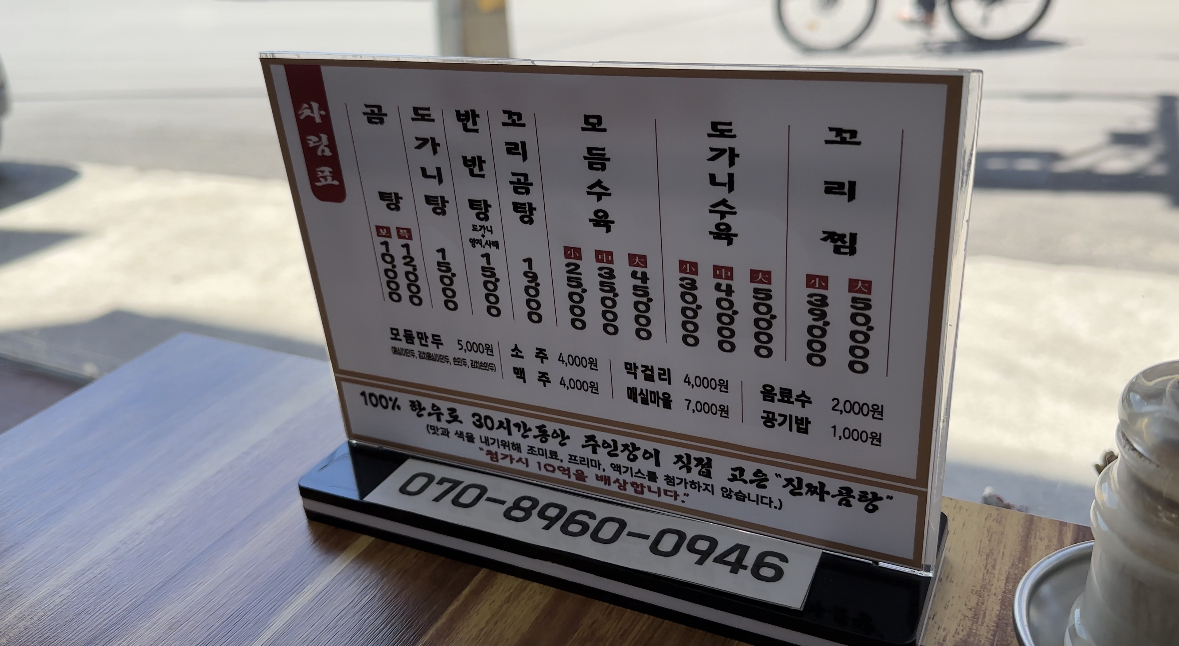 차림표
곰탕
보 10,000
특 12,000
도가니탕
15,000
반반탕
도가니
양지,사태
15,000
꼬리곰탕
19,000
모듬수육
小 25,000
中 35,000
大 45,000
도가니수육
小 30,000
中 40,000
大 50,000
꼬리찜
小 39,000
大 50,000
모듬만두 5,000원
소주 4,000원
맥주 4,000원
막걸리 4,000원
매실마을 7,000원
음료수 2,000원
공기밥 1,000원
100% 한우로 30시간동안 주인장이 직접 고은 "진짜곰탕"
(맛과 색을 내기위해 조미료, 프리마, 액기스를 첨가하지 않습니다.)
"첨가시 10억을 배상합니다."
070-8960-0946